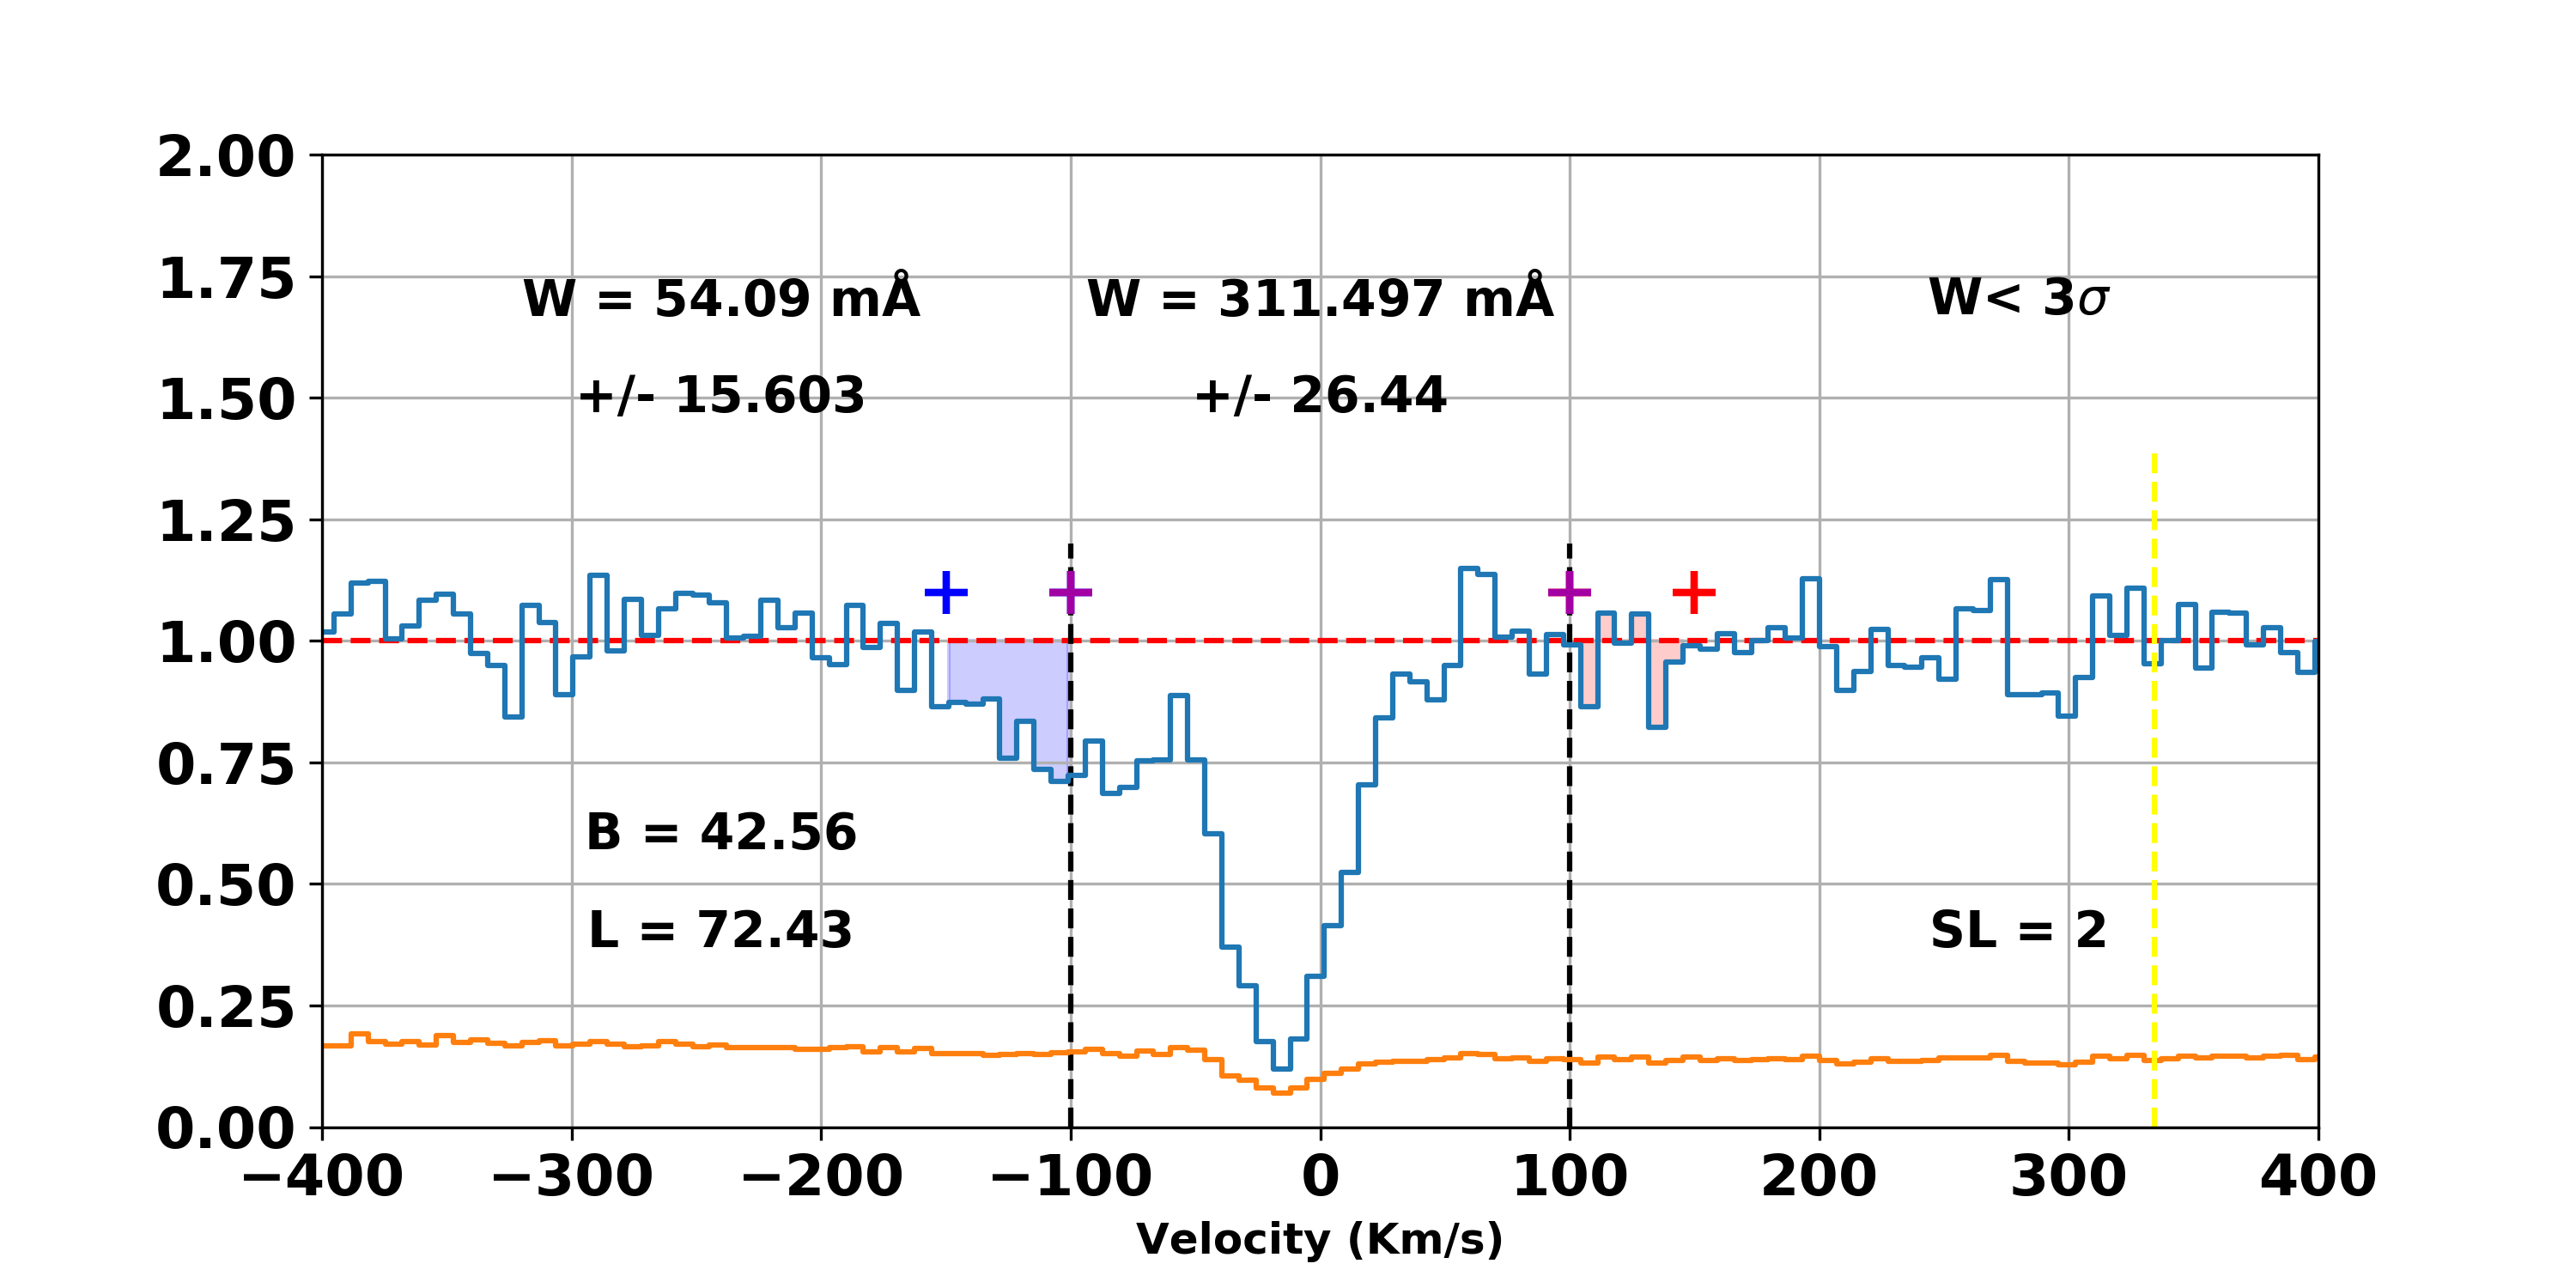 2.00
1.75
W = 54.09 mÅ
W = 311.497 mÅ
W< 3σ
1.50
+/- 15.603
+/- 26.44
1.25
1.00
0.75
B = 42.56
0.50
L = 72.43
SL = 2
0.25
0.00
−400 −300 −200 −100 0 100 200 300 400
Velocity (Km/s)